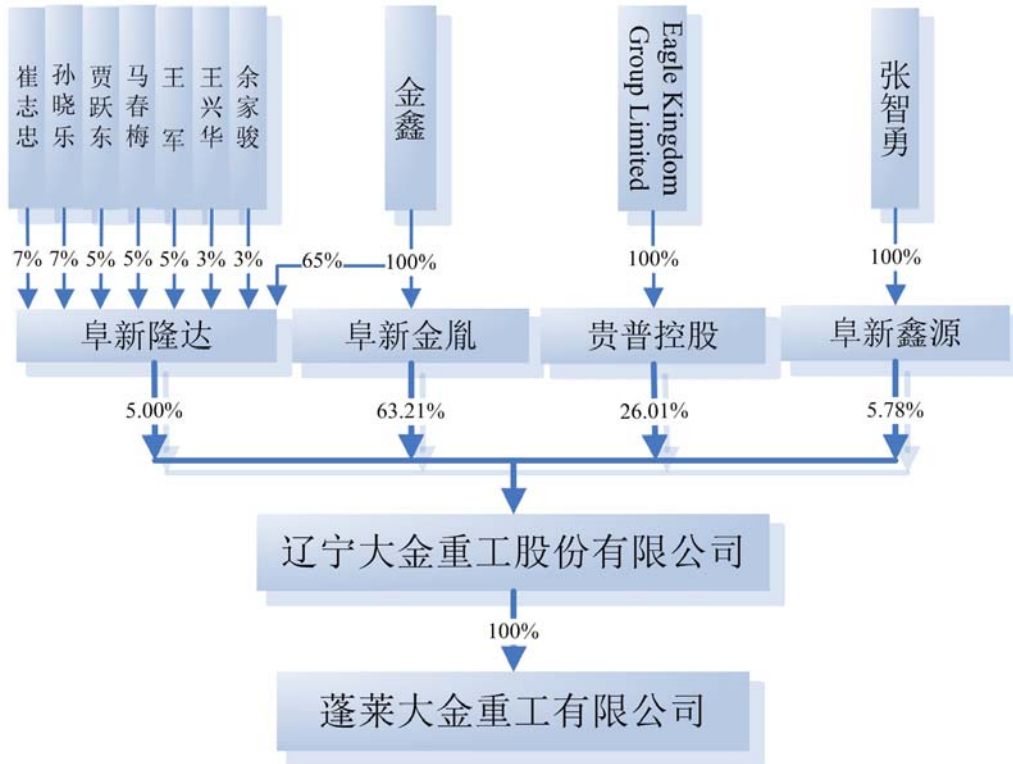 崔志忠
孙晓乐
贾跃东
马春梅
王 军
王兴华
余家骏
金鑫
Eagle Kingdom
Group Limited
张智勇
7%
7%
5%
5%
5%
3%
3%
65%
100%
100%
100%
阜新隆达
阜新金胤
贵普控股
阜新鑫源
5.00%
63.21%
26.01%
5.78%
辽宁大金重工股份有限公司
100%
蓬莱大金重工有限公司